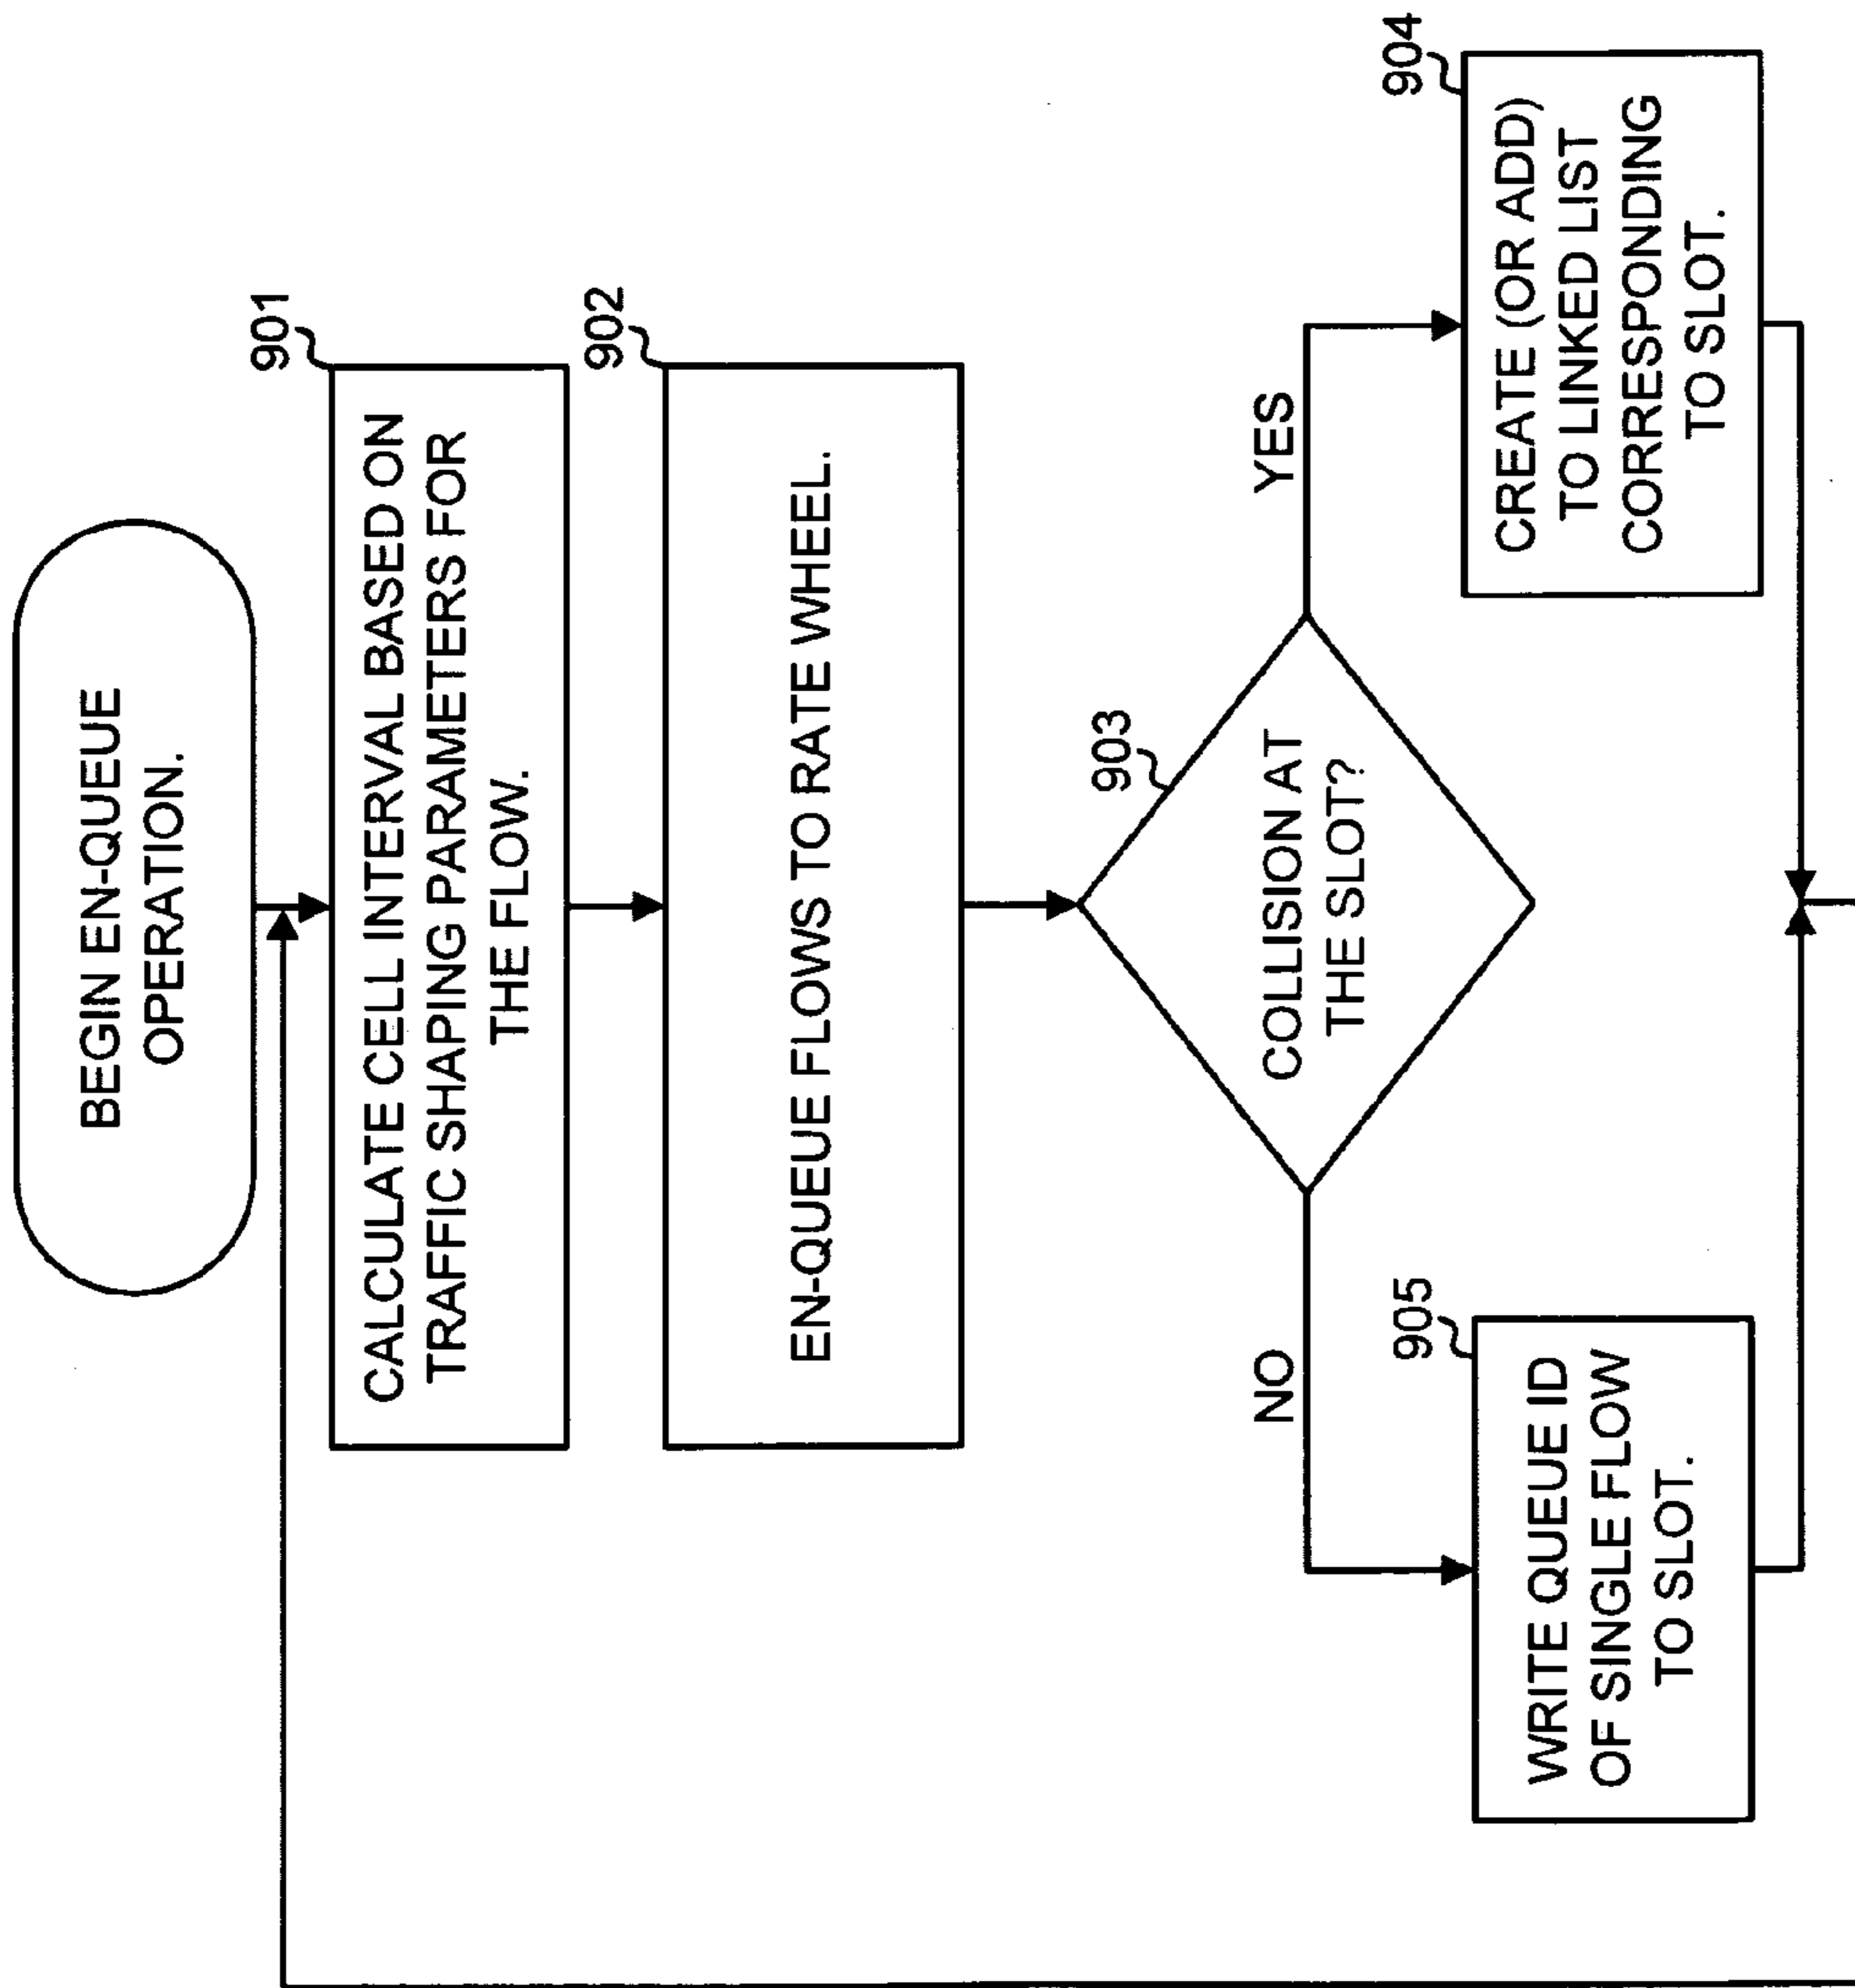 BEGIN EN-QUEUE
OPERATION.
901
CALCULATE CELL INTERVAL BASED ON
TRAFFIC SHAPING PARAMETERS FOR
THE FLOW.
902
EN-QUEUE FLOWS TO RATE WHEEL.
903
COLLISION AT
THE SLOT?
NO
YES
905
WRITE QUEUE ID
OF SINGLE FLOW
TO SLOT.
904
CREATE (OR ADD)
TO LINKED LIST
CORRESPONDING
TO SLOT.